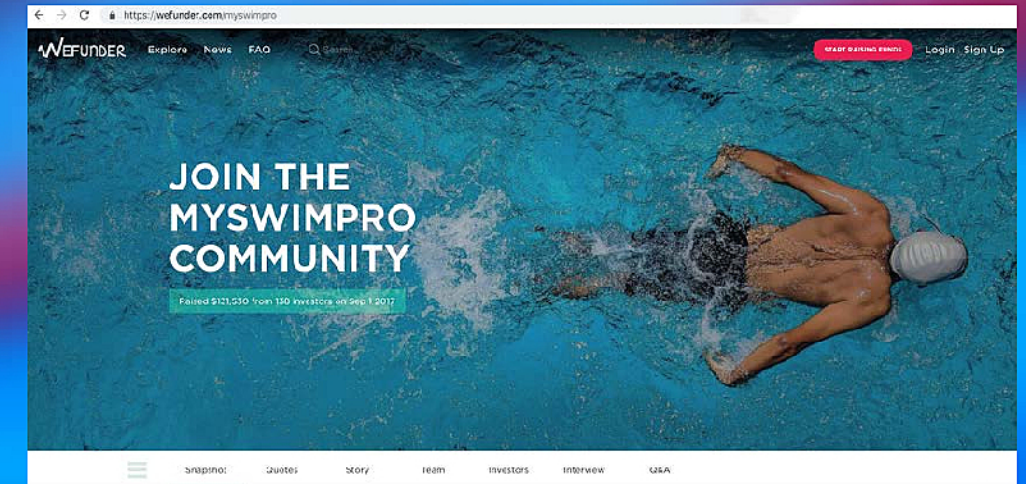 https://wefunder.com/myswimpro
WEFUNDER Explore News FAQ Search... START RAISING FUNDS Login Sign Up
JOIN THE
MYSWIMPRO
COMMUNITY
Raised $121,530 from 130 investors on Sep 1 2017
Snapshot Quotes Story Team Investors Interview Q&A